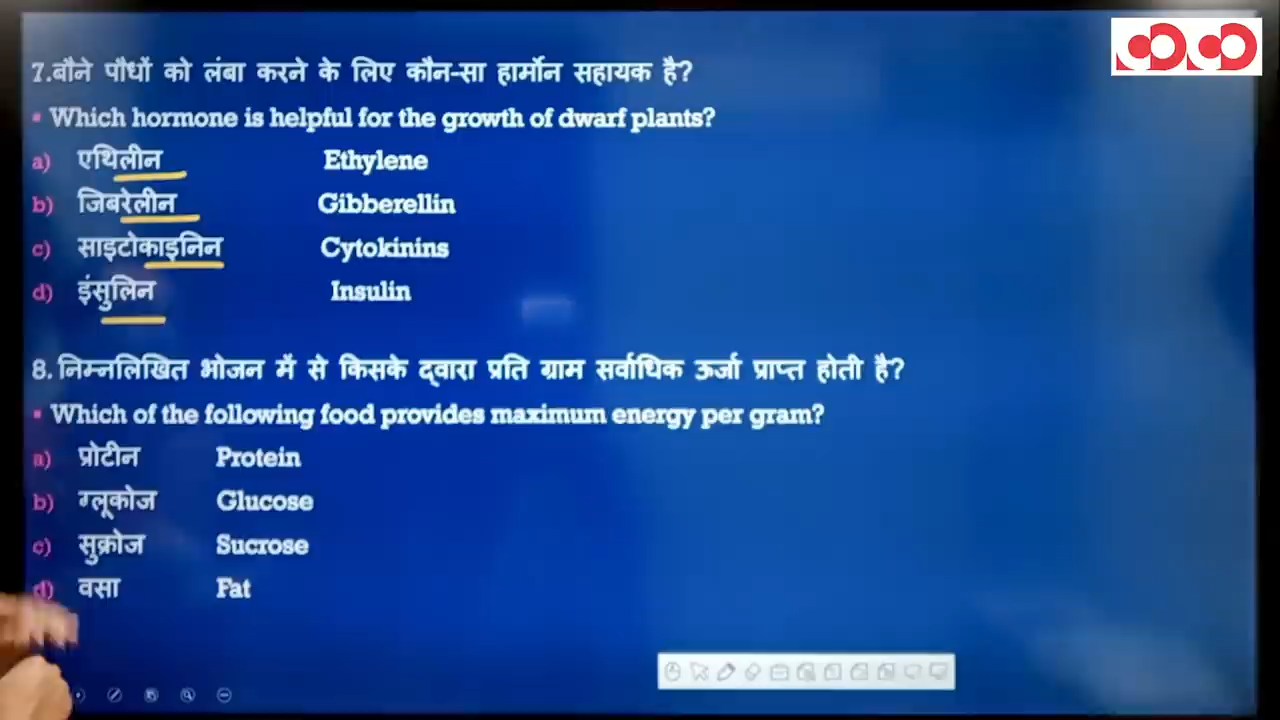 7.बौने पौधों को लंबा करने के लिए कौन-सा हार्मोन सहायक है?
▪ Which hormone is helpful for the growth of dwarf plants?
a) एथिलीन Ethylene
b) जिबरेलीन Gibberellin
c) साइटोकाइनिन Cytokinins
d) इंसुलिन Insulin
8. निम्नलिखित भोजन में से किसके द्वारा प्रति ग्राम सर्वाधिक ऊर्जा प्राप्त होती है?
▪ Which of the following food provides maximum energy per gram?
a) प्रोटीन Protein
b) ग्लूकोज Glucose
c) सुक्रोज Sucrose
d) वसा Fat